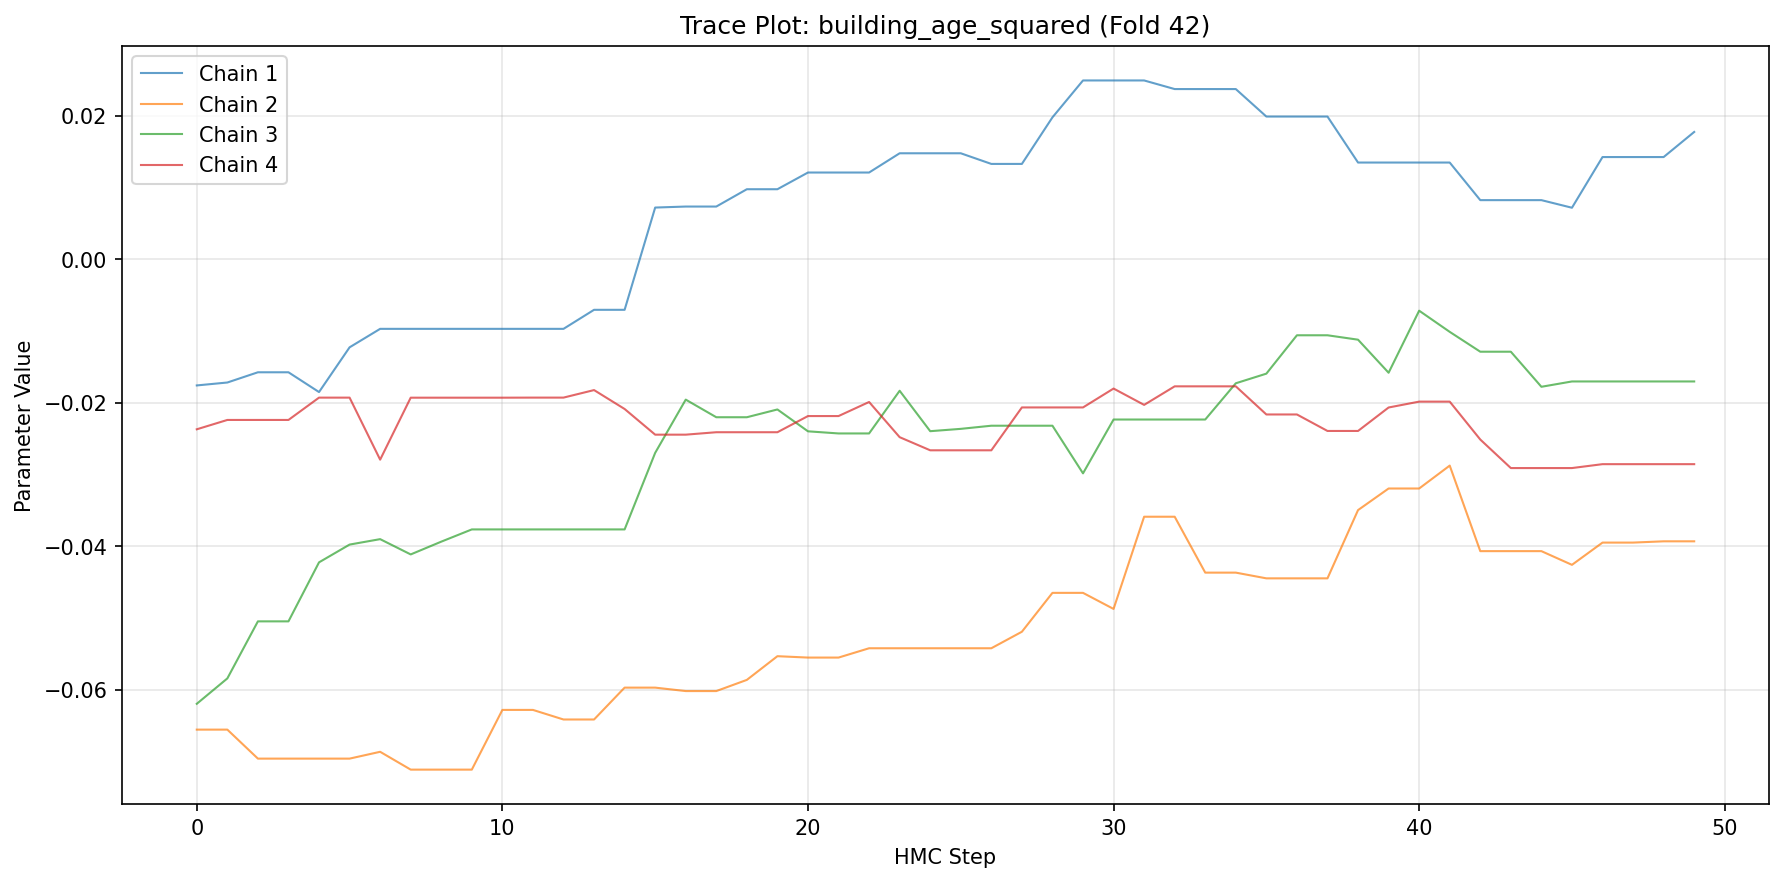 Trace Plot: building_age_squared (Fold 42)
Chain 1
Chain 2
Chain 3
Chain 4
0.02
0.00
−0.02
−0.04
−0.06
Parameter Value
0 10 20 30 40 50
HMC Step